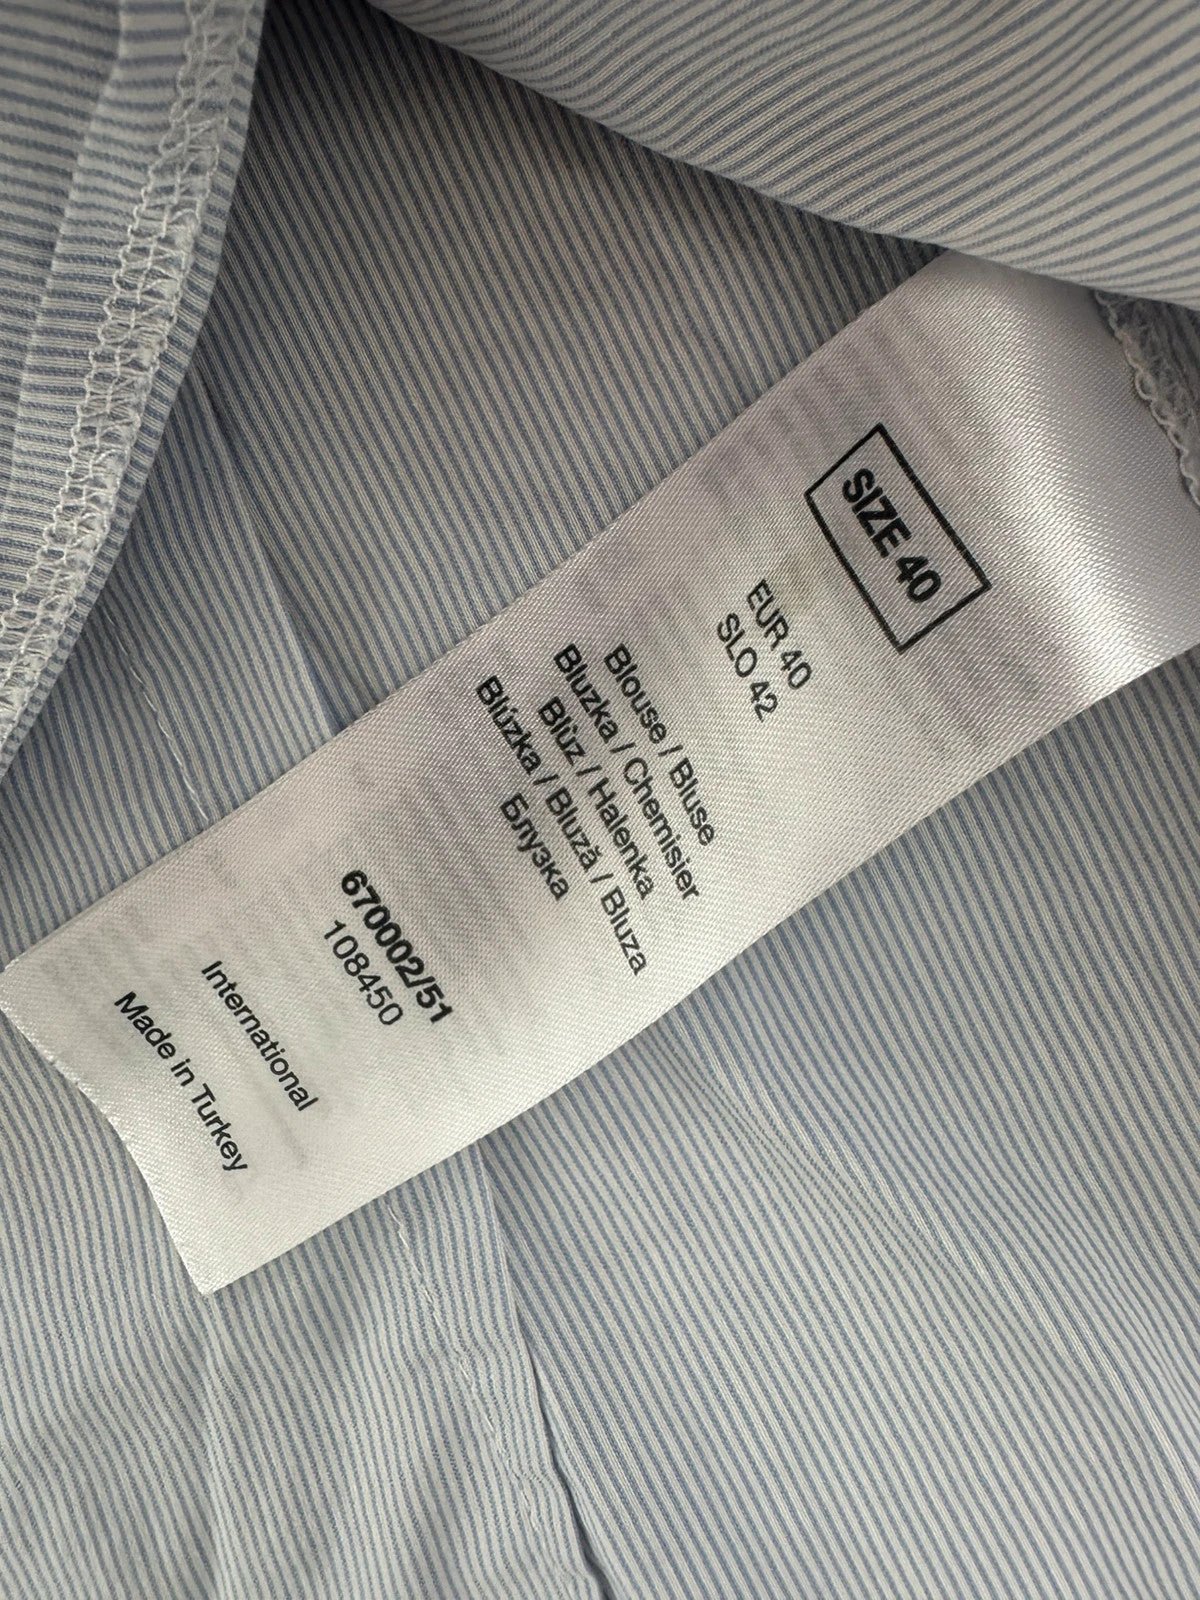 SIZE 40
EUR 40
SLO 42
Blouse / Bluse
Bluzka / Chemisier
Blůz / Halenka
Blúzka / Bluză / Bluza
Блузка
670002/51
108450
International
Made in Turkey